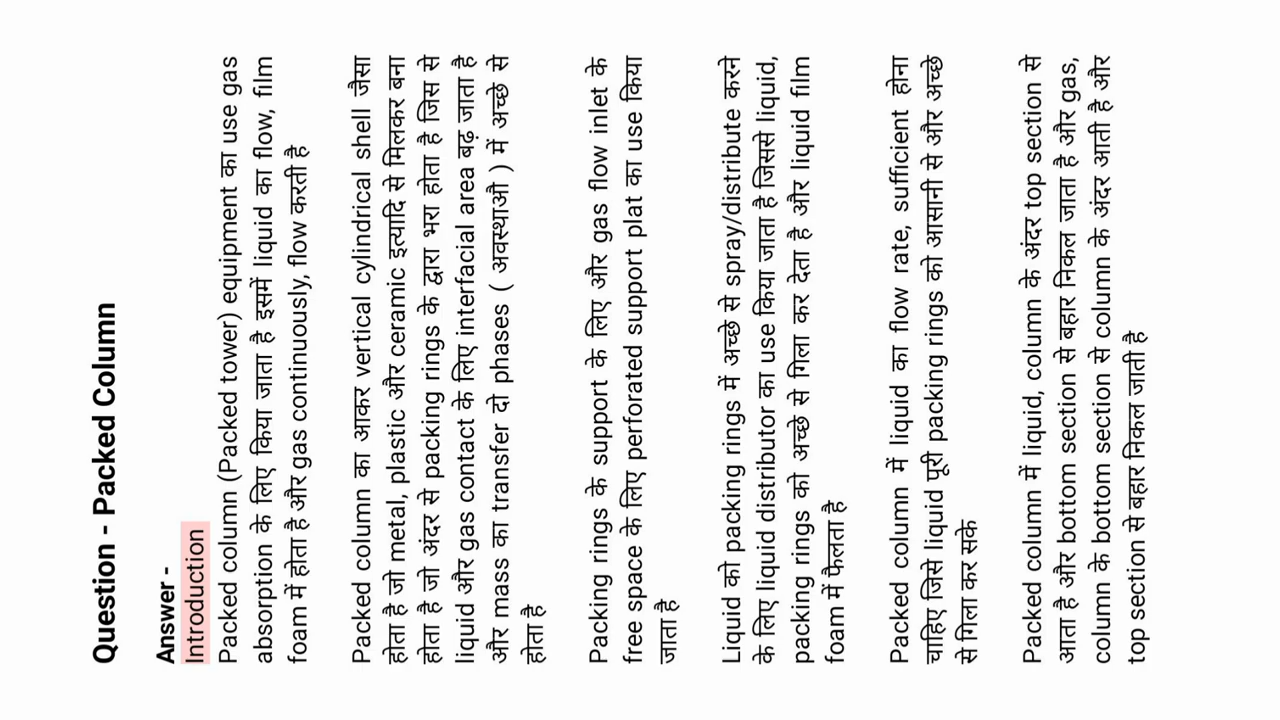 Question - Packed Column
Answer -
Introduction
Packed column (Packed tower) equipment का use gas
absorption के लिए किया जाता है इसमें liquid का flow, film
foam में होता है और gas continuously, flow करती है
Packed column का आकर vertical cylindrical shell जैसा
होता है जो metal, plastic और ceramic इत्यादि से मिलकर बना
होता है जो अंदर से packing rings के द्वारा भरा होता है जिस से
liquid और gas contact के लिए interfacial area बढ़ जाता है
और mass का transfer दो phases ( अवस्थाऔ ) में अच्छे से
होता है
Packing rings के support के लिए और gas flow inlet के
free space के लिए perforated support plat का use किया
जाता है
Liquid को packing rings में अच्छे से spray/distribute करने
के लिए liquid distributor का use किया जाता है जिससे liquid,
packing rings को अच्छे से गिला कर देता है और liquid film
foam में फैलता है
Packed column में liquid का flow rate, sufficient होना
चाहिए जिसे liquid पूरी packing rings को आसानी से और अच्छे
से गिला कर सके
Packed column में liquid, column के अंदर top section से
आता है और bottom section से बहार निकल जाता है और gas,
column के bottom section से column के अंदर आती है और
top section से बहार निकल जाती है